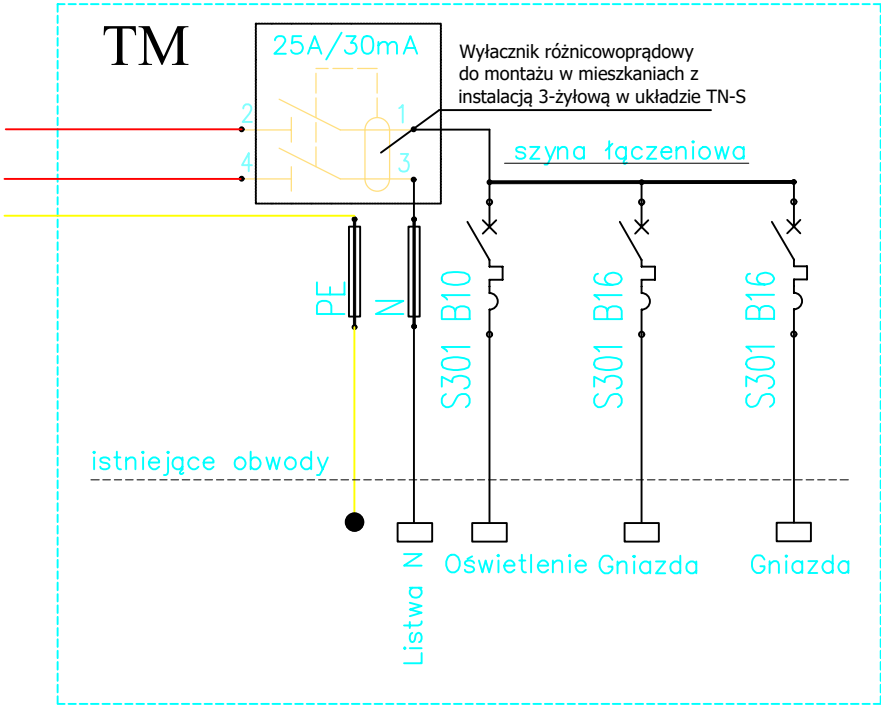 TM
25A/30mA
Wyłacznik różnicowoprądowy
do montażu w mieszkaniach z
instalacją 3-żyłową w układzie TN-S
2
1
4
3
szyna łączeniowa
PE
N
S301 B10
S301 B16
S301 B16
istniejące obwody
Listwa N
Oświetlenie
Gniazda
Gniazda